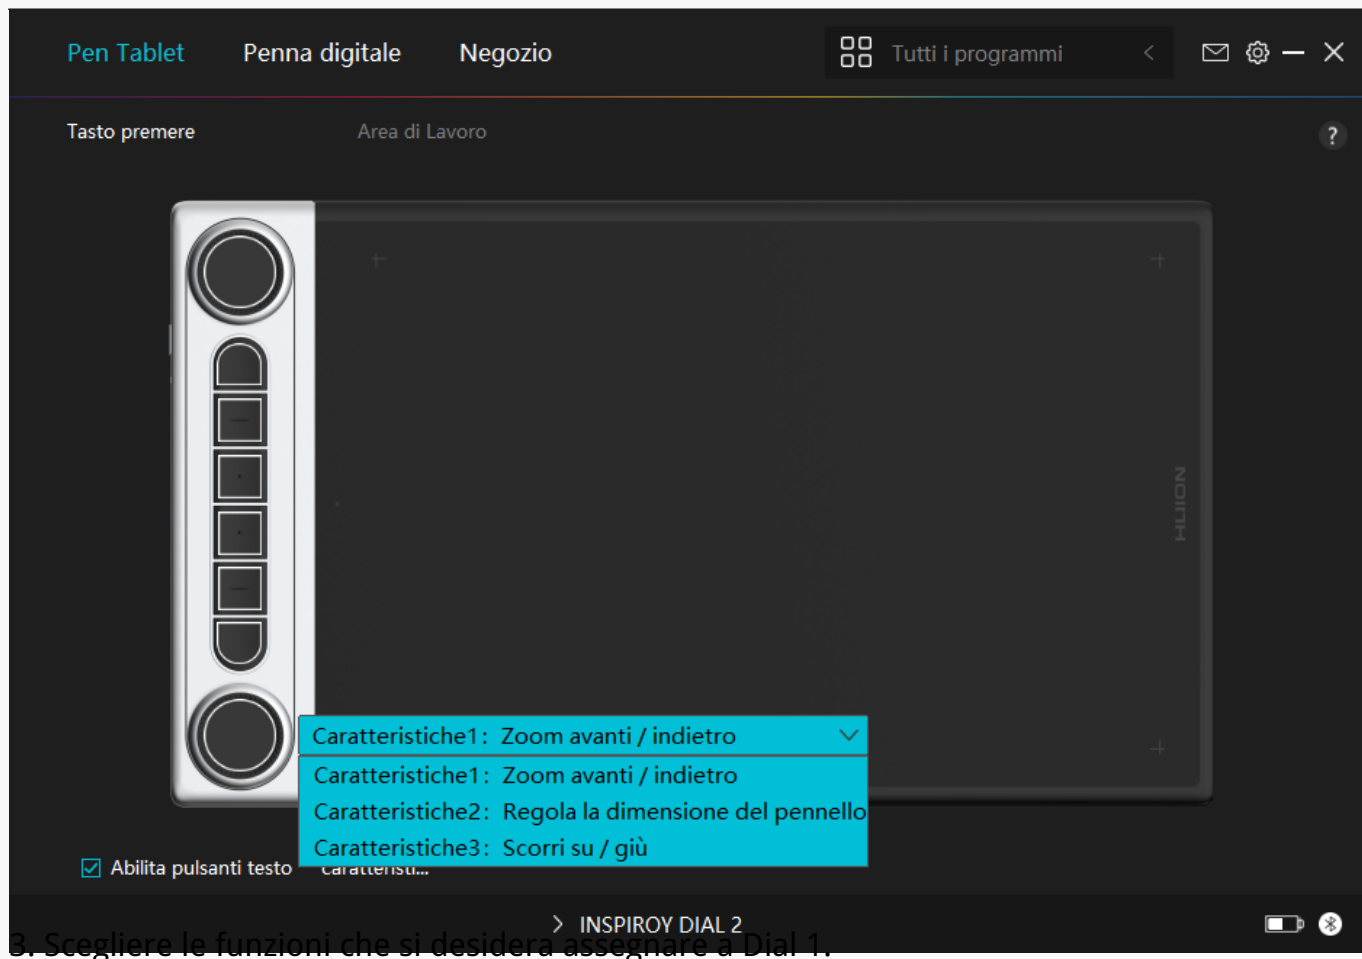 Pen Tablet Penna digitale Negozio Tutti i programmi
Tasto premere Area di Lavoro ?
HUION
Caratteristiche1: Zoom avanti / indietro
Caratteristiche1: Zoom avanti / indietro
Caratteristiche2: Regola la dimensione del pennello
Caratteristiche3: Scorri su / giù
Abilita pulsanti testo caratteristi...
INSPIROY DIAL 2
3. Scegliere le funzioni che si desidera assegnare a Dial 1.